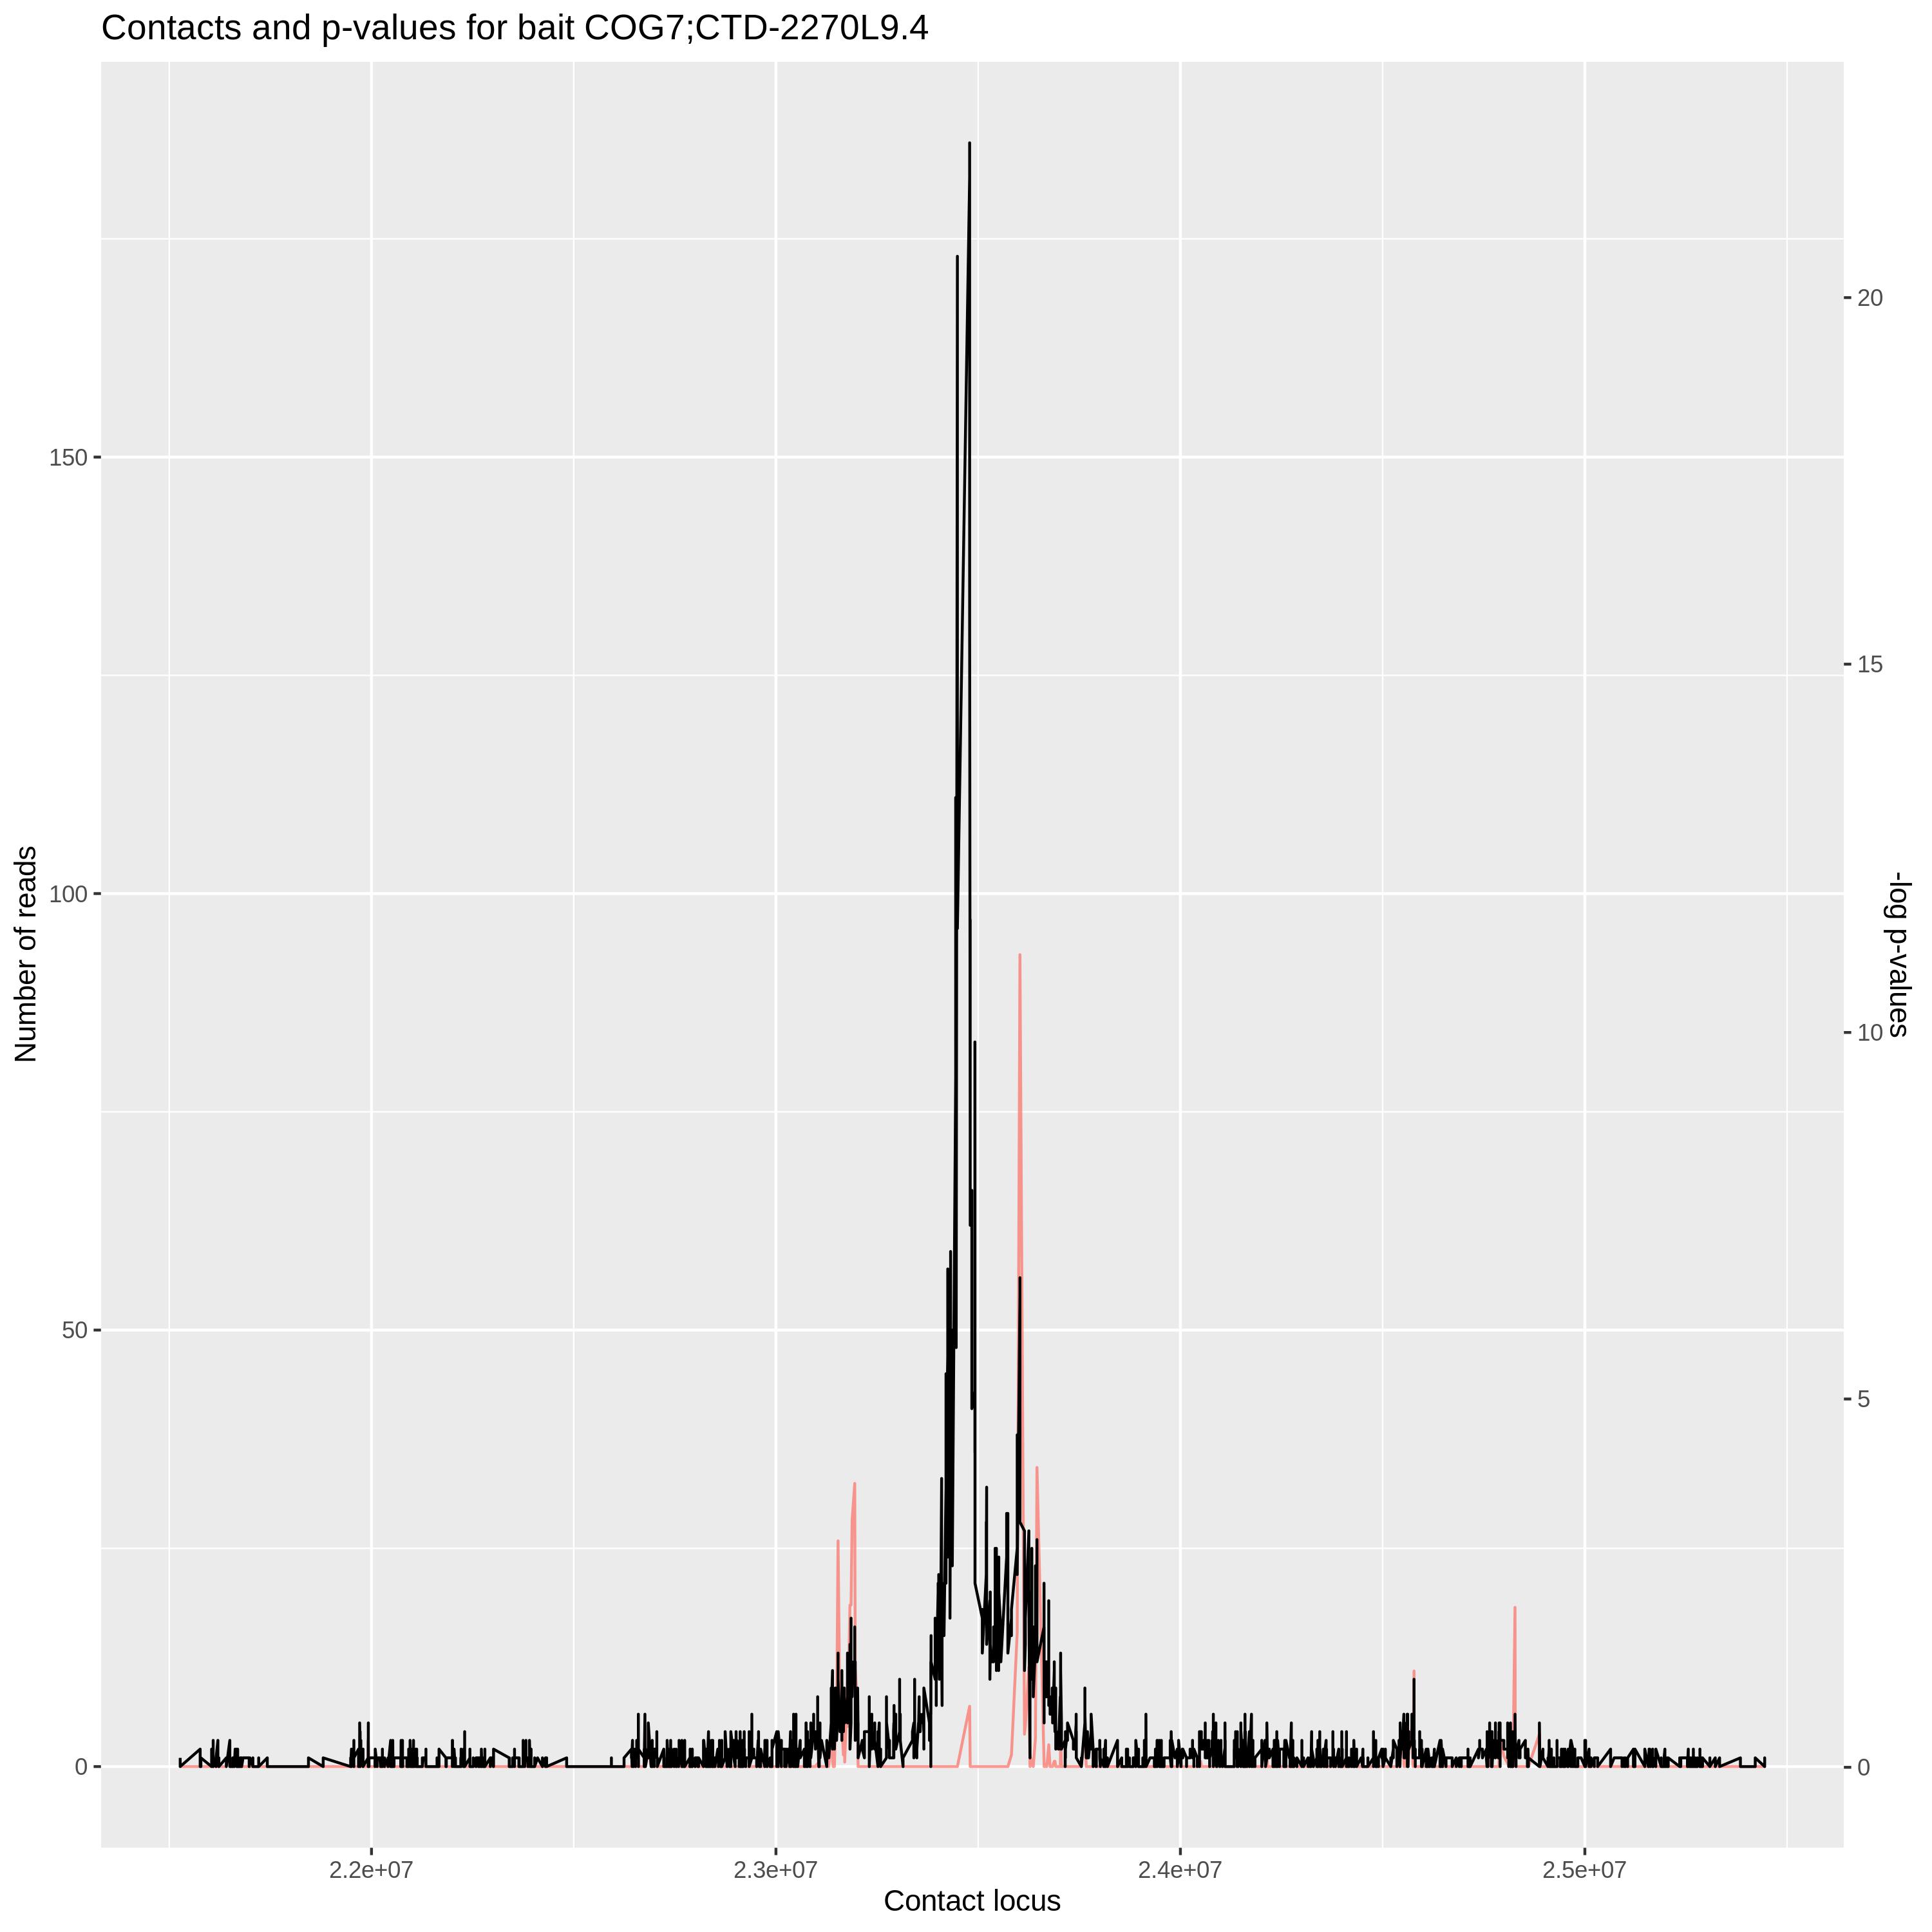 Contacts and p-values for bait COG7;CTD-2270L9.4
Number of reads
150
100
50
0
20
15
10
5
0
-log p-values
2.2e+07
2.3e+07
2.4e+07
2.5e+07
Contact locus